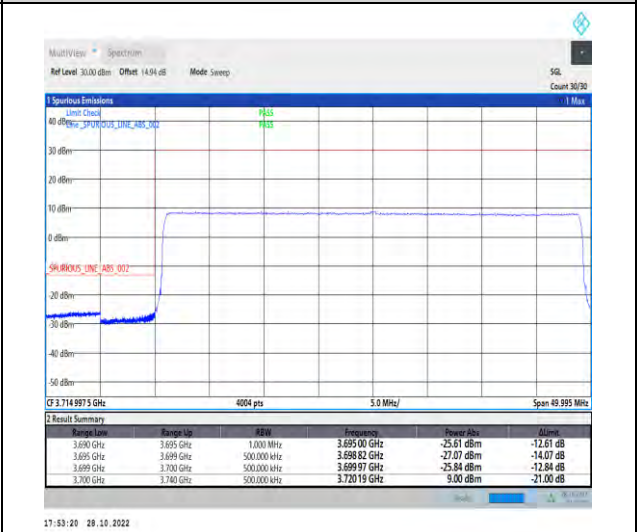 MultiView Spectrum
Ref Level 30.00 dBm Offset 14.94 dB Mode Sweep SGL
Count 30/30
1 Spurious Emissions 1 Max
Limit Check PASS
40 dBm Line _SPURIOUS_LINE_ABS_002 PASS
30 dBm
20 dBm
10 dBm
0 dBm
_SPURIOUS_LINE_ABS_002
-20 dBm
-30 dBm
-40 dBm
-50 dBm
CF 3.714 997 5 GHz 4004 pts 5.0 MHz/ Span 49.995 MHz
2 Result Summary
Range Low Range Up RBW Frequency Power Abs ΔLimit
3.690 GHz 3.695 GHz 1.000 MHz 3.695 00 GHz -25.61 dBm -12.61 dB
3.695 GHz 3.699 GHz 500.000 kHz 3.698 82 GHz -27.07 dBm -14.07 dB
3.699 GHz 3.700 GHz 500.000 kHz 3.699 97 GHz -25.84 dBm -12.84 dB
3.700 GHz 3.740 GHz 500.000 kHz 3.720 19 GHz 9.00 dBm -21.00 dB
17:53:20 28.10.2022